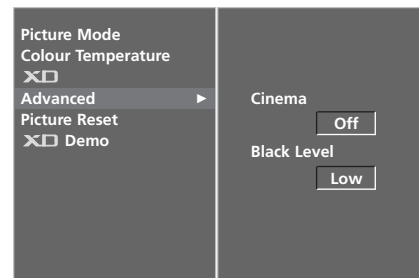 Picture Mode
Colour Temperature
XD
Advanced ►
Picture Reset
XD Demo
Cinema
Off
Black Level
Low